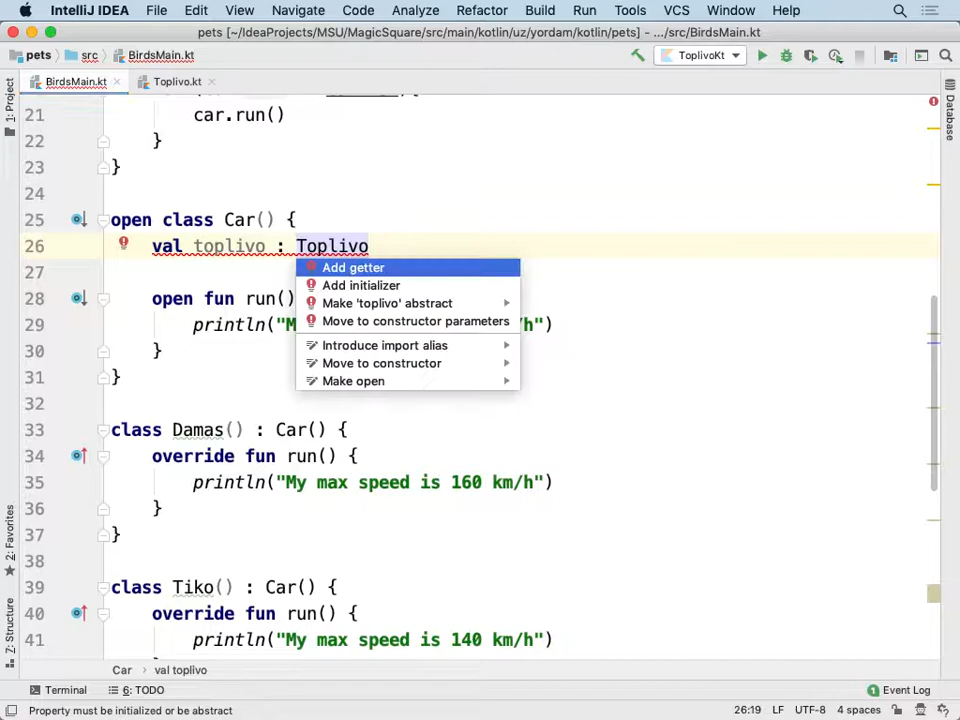 IntelliJ IDEA File Edit View Navigate Code Analyze Refactor Build Run Tools VCS Window Help
pets [~/IdeaProjects/MSU/MagicSquare/src/main/kotlin/uz/yordam/kotlin/pets] - .../src/BirdsMain.kt
pets src BirdsMain.kt ToplivoKt
BirdsMain.kt Toplivo.kt
1: Project
Database
21 car.run()
22 }
23 }
24
25 open class Car() {
26 val toplivo : Toplivo
27
Add getter
Add initializer
Make 'toplivo' abstract
Move to constructor parameters
Introduce import alias
Move to constructor
Make open
28 open fun run()
29 println("M /h")
30 }
31 }
32
33 class Damas() : Car() {
34 override fun run() {
35 println("My max speed is 160 km/h")
36 }
37 }
38
39 class Tiko() : Car() {
40 override fun run() {
41 println("My max speed is 140 km/h")
2: Favorites
7: Structure
Car val toplivo
Terminal 6: TODO 1 Event Log
Property must be initialized or be abstract 26:19 LF UTF-8 4 spaces